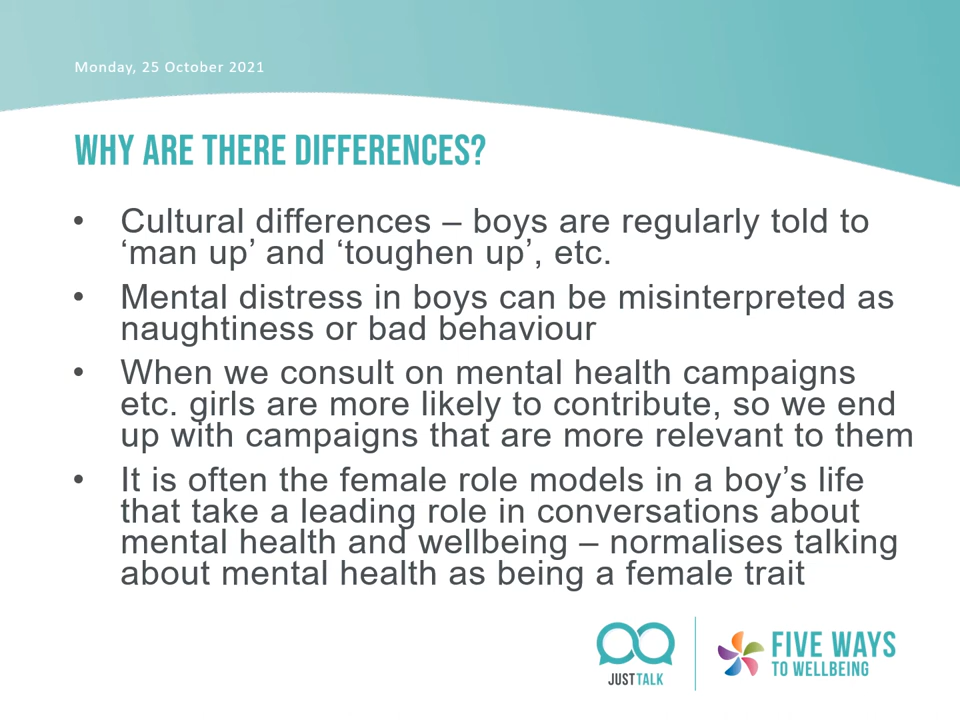 Monday, 25 October 2021
WHY ARE THERE DIFFERENCES?
• Cultural differences – boys are regularly told to
‘man up’ and ‘toughen up’, etc.
• Mental distress in boys can be misinterpreted as
naughtiness or bad behaviour
• When we consult on mental health campaigns
etc. girls are more likely to contribute, so we end
up with campaigns that are more relevant to them
• It is often the female role models in a boy’s life
that take a leading role in conversations about
mental health and wellbeing – normalises talking
about mental health as being a female trait
JUST TALK
FIVE WAYS
TO WELLBEING